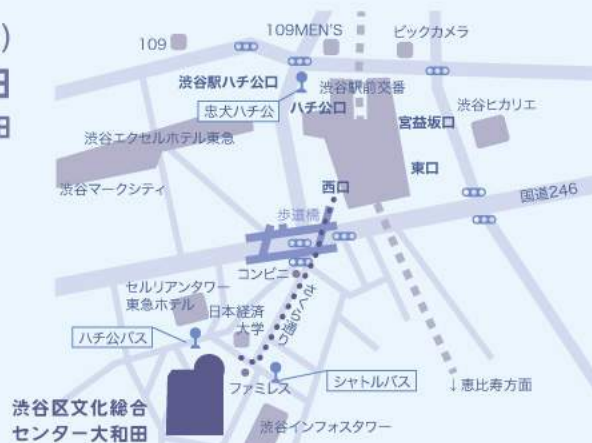 )
田
田
109
109MEN'S
ビックカメラ
渋谷駅ハチ公口
渋谷駅前交番
忠犬ハチ公
ハチ公口
宮益坂口
渋谷ヒカリエ
渋谷エクセルホテル東急
東口
渋谷マークシティ
西口
国道246
歩道橋
コンビニ
セルリアンタワー
東急ホテル
日本経済
大学
さくら通り
ハチ公バス
ファミレス
シャトルバス
↓恵比寿方面
渋谷区文化総合
センター大和田
渋谷インフォスタワー